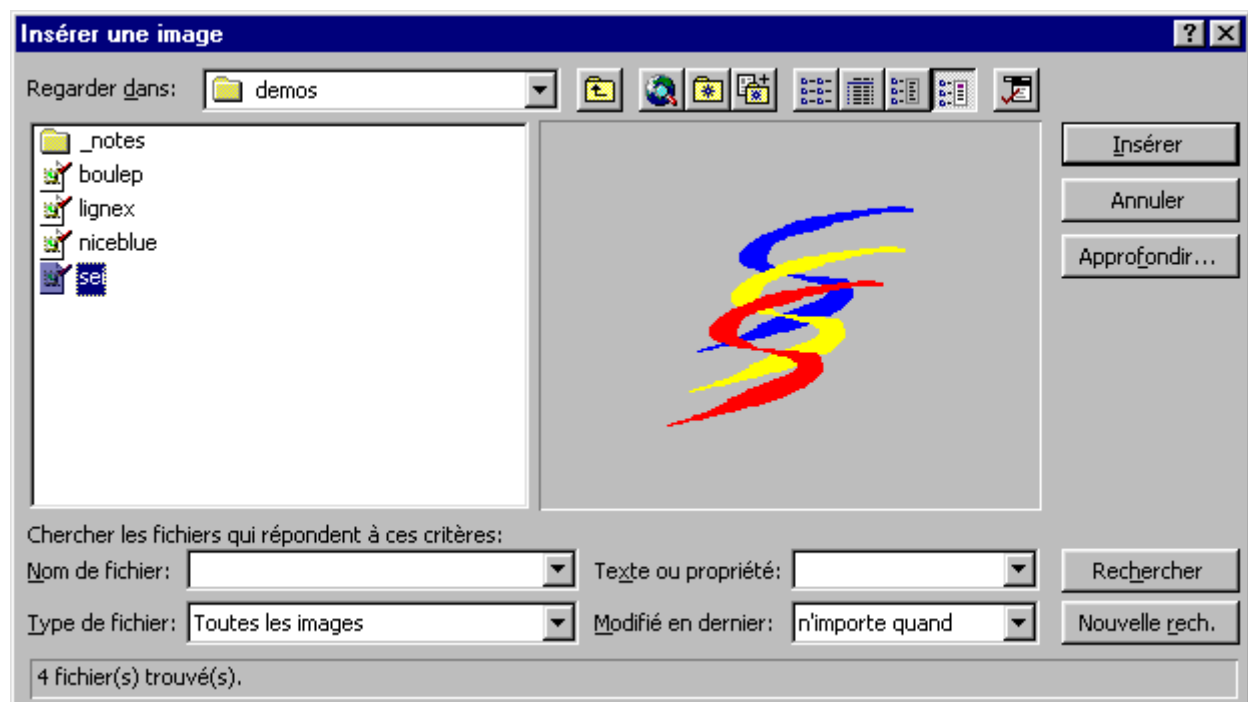 Insérer une image
Regarder dans: demos
_notes
boulep
lignex
niceblue
sei
Insérer
Annuler
Approfondir...
Chercher les fichiers qui répondent à ces critères:
Nom de fichier: Texte ou propriété: Rechercher
Type de fichier: Toutes les images Modifié en dernier: n'importe quand Nouvelle rech.
4 fichier(s) trouvé(s).